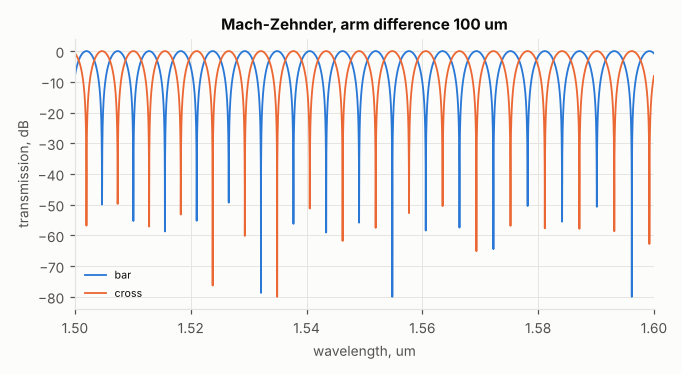 Mach-Zehnder, arm difference 100 um
transmission, dB
0
−10
−20
−30
−40
−50
−60
−70
−80
bar
cross
1.50 1.52 1.54 1.56 1.58 1.60
wavelength, um